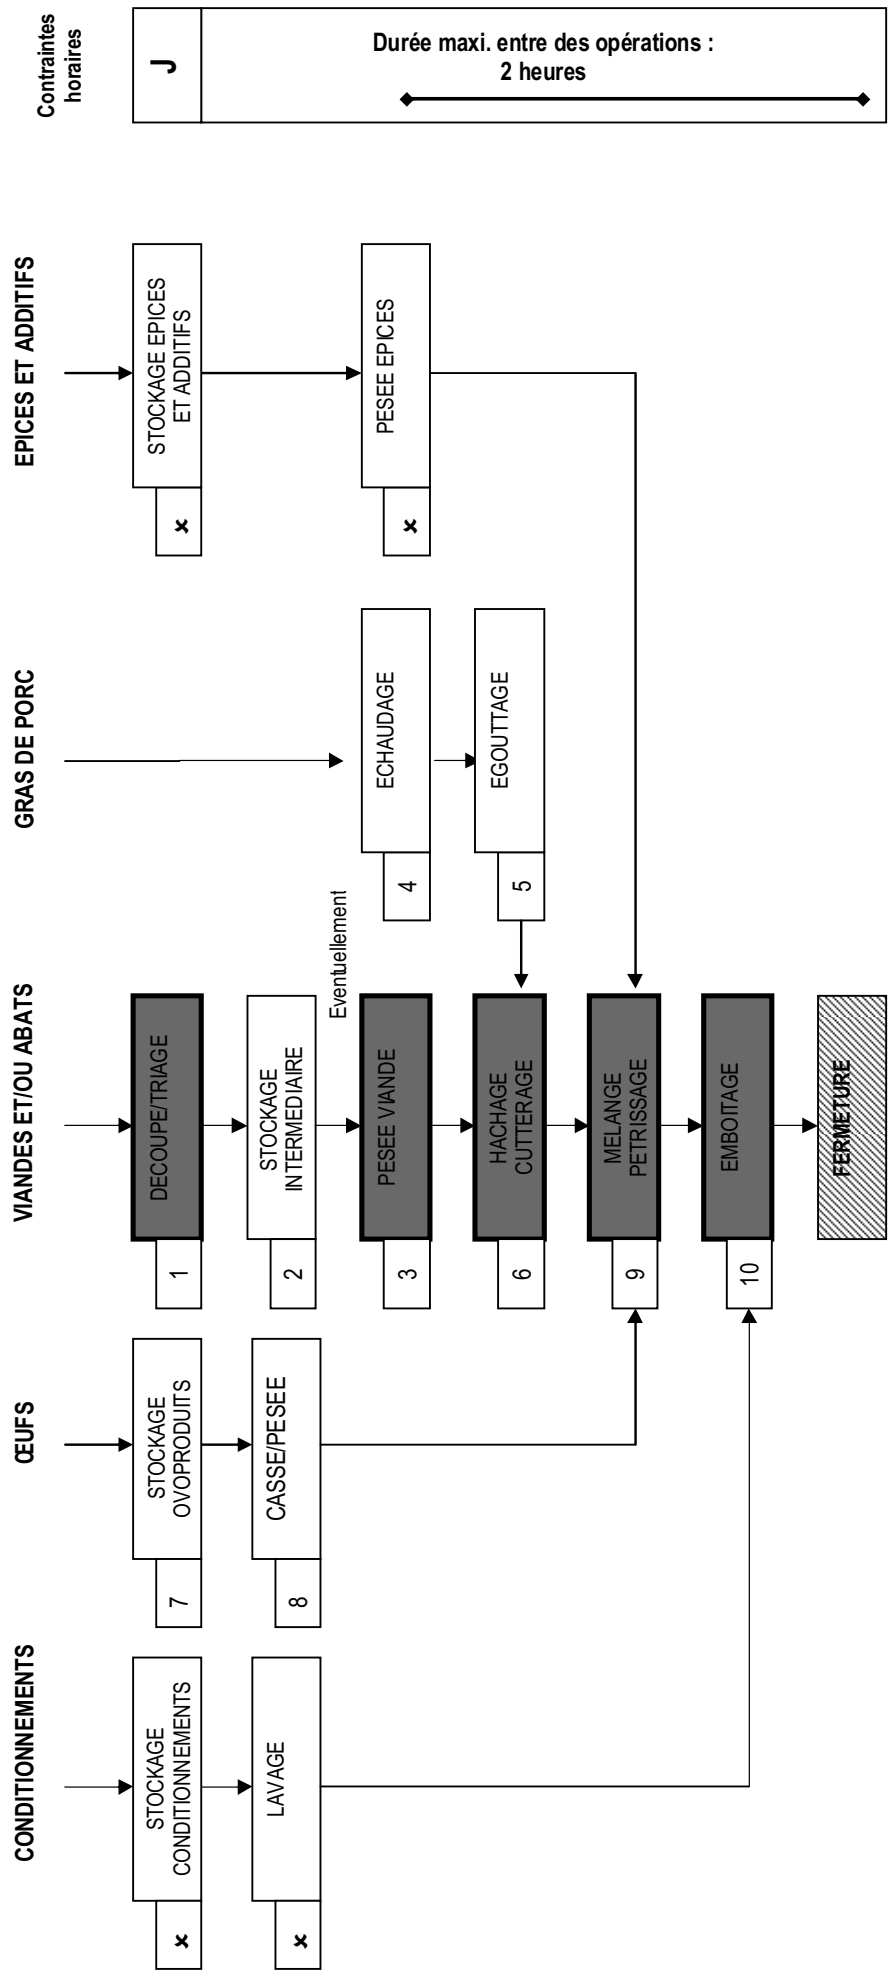 CONDITIONNEMENTS
ŒUFS
VIANDES ET/OU ABATS
GRAS DE PORC
EPICES ET ADDITIFS
Contraintes
horaires
x
STOCKAGE
CONDITIONNEMENTS
x
LAVAGE
7
STOCKAGE
OVOPRODUITS
8
CASSE/PESEE
1
DECOUPE/TRIAGE
2
STOCKAGE
INTERMEDIAIRE
Eventuellement
3
PESEE VIANDE
6
HACHAGE
CUTTERAGE
9
MELANGE
PETRISSAGE
10
EMBOITAGE
FERMETURE
4
ECHAUDAGE
5
EGOUTTAGE
x
STOCKAGE EPICES
ET ADDITIFS
x
PESEE EPICES
J
Durée maxi. entre des opérations :
2 heures